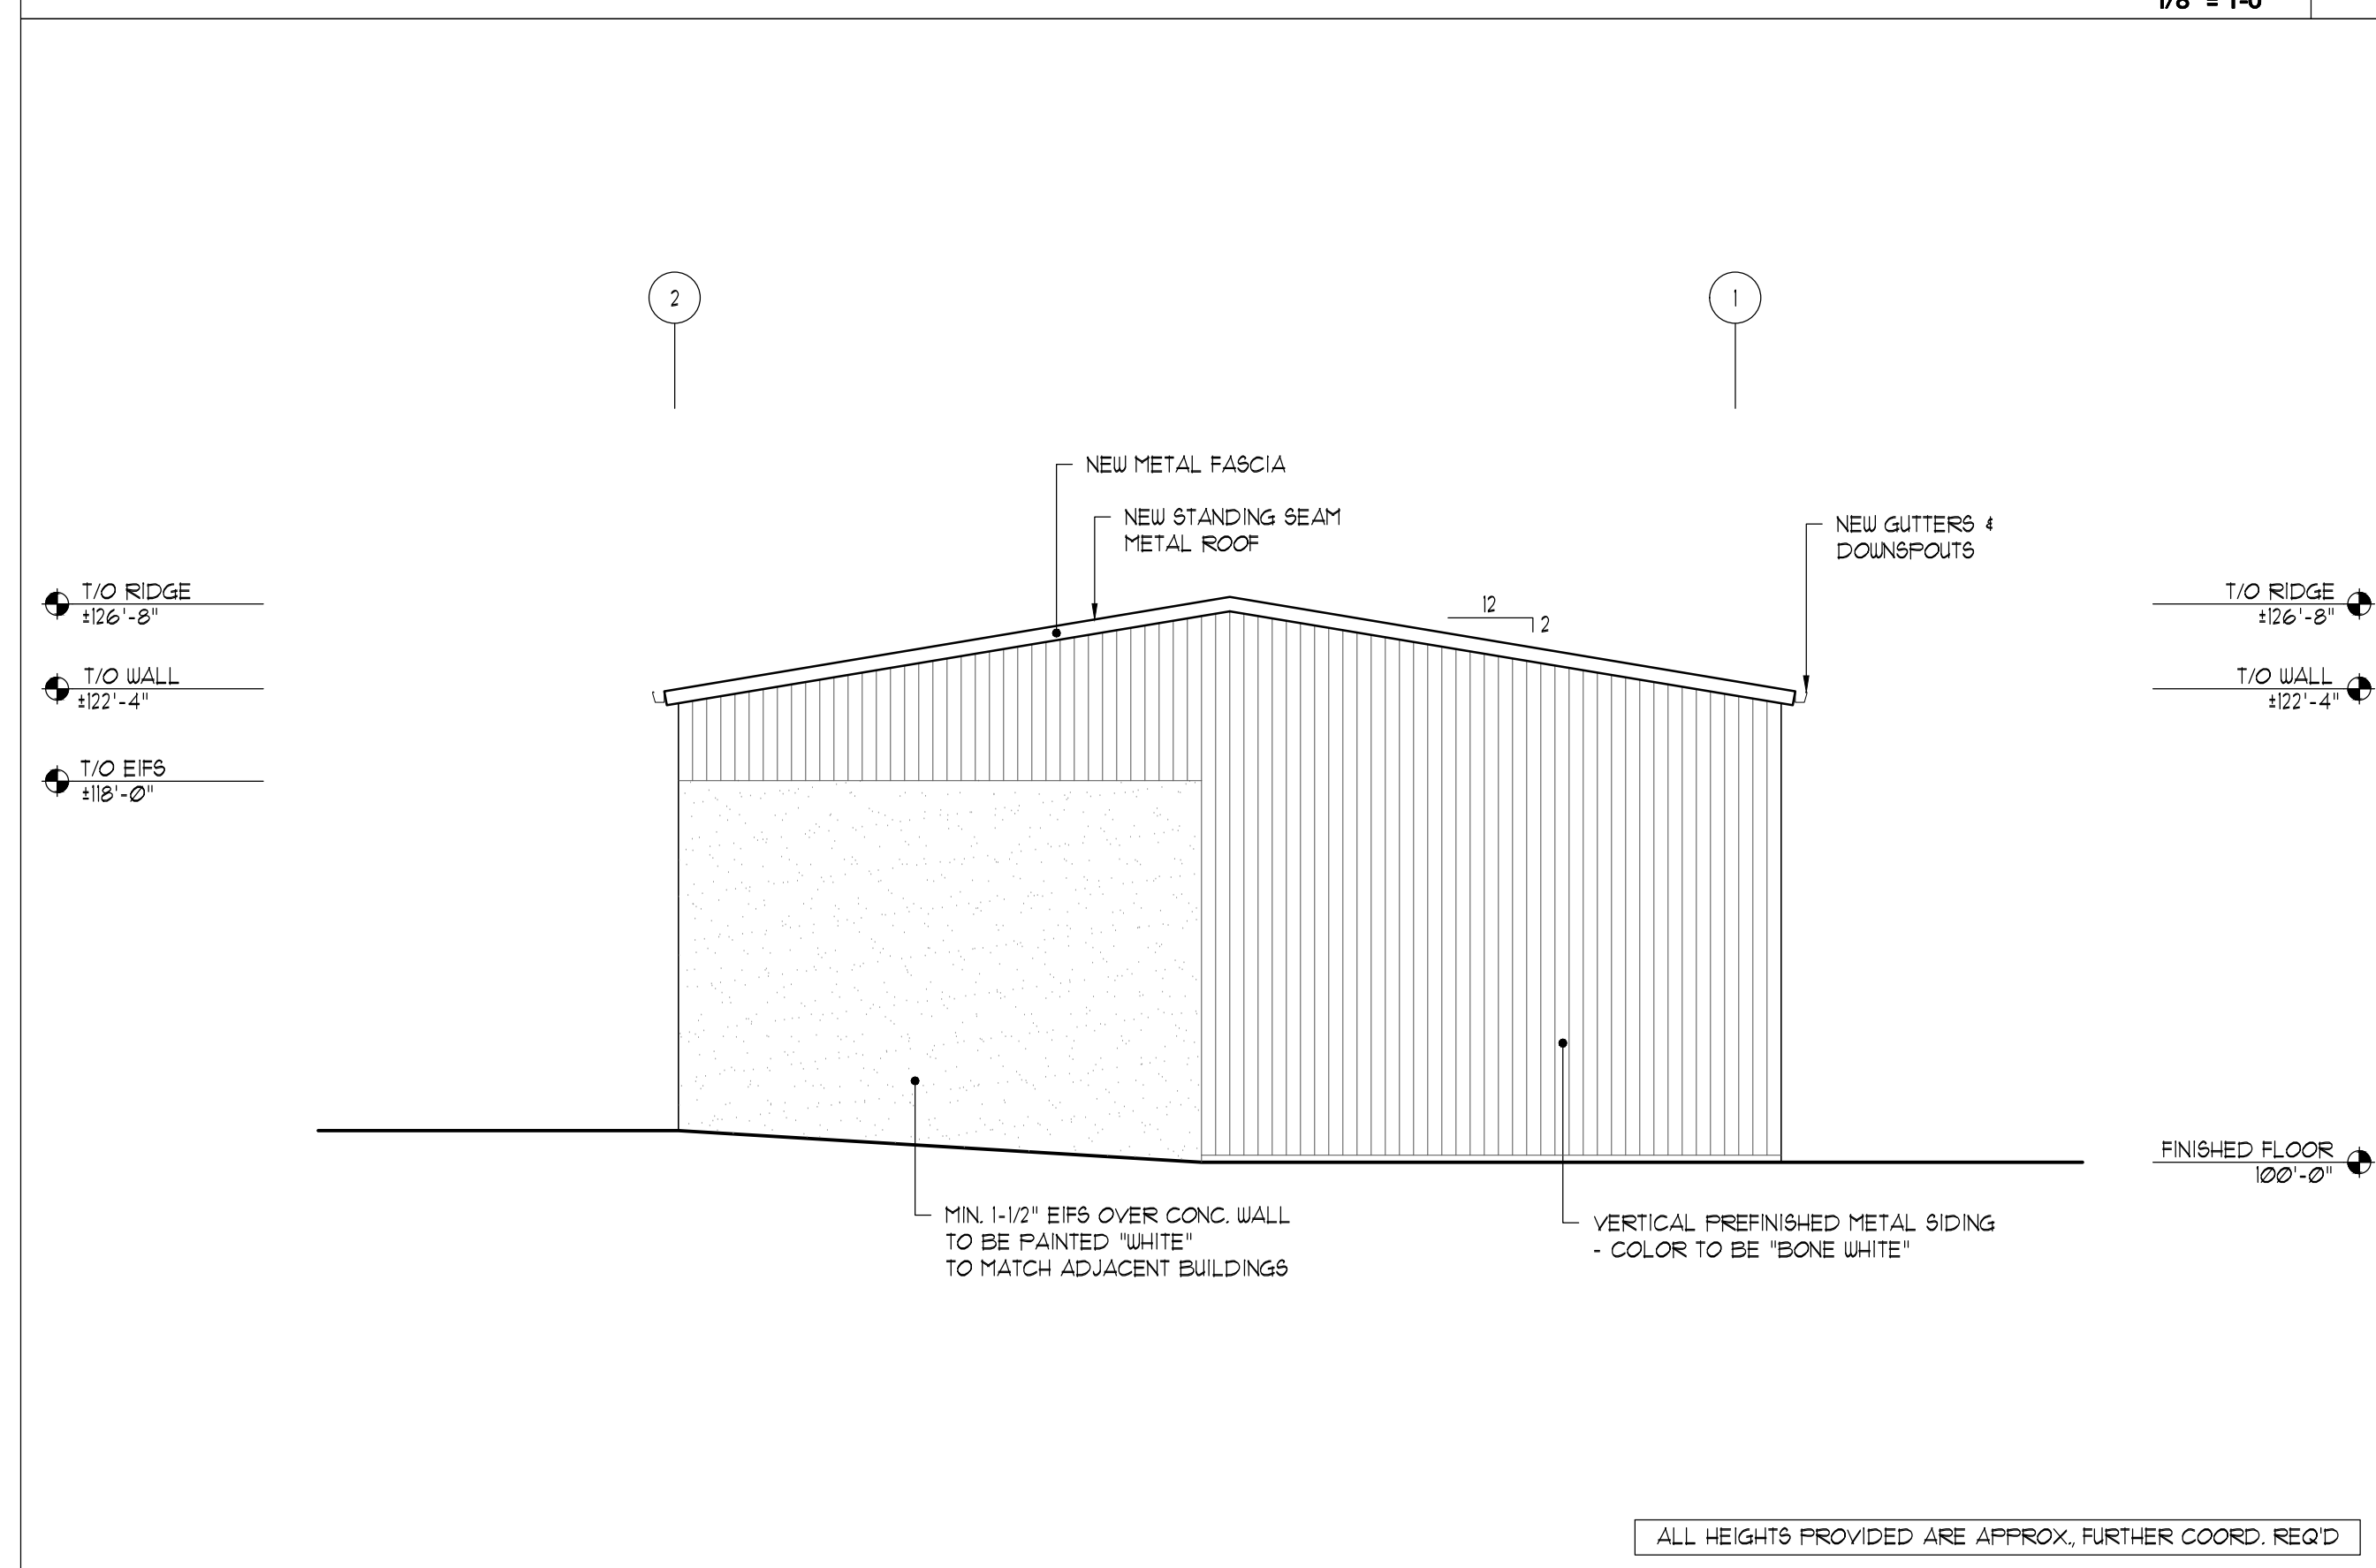 2
1
NEW METAL FASCIA
NEW STANDING SEAM
METAL ROOF
NEW GUTTERS &
DOWNSPOUTS
T/O RIDGE
±126'-8"
12
2
T/O RIDGE
±126'-8"
T/O WALL
±122'-4"
T/O WALL
±122'-4"
T/O EIFS
±118'-0"
FINISHED FLOOR
100'-0"
MIN. 1-1/2" EIFS OVER CONC. WALL
TO BE PAINTED "WHITE"
TO MATCH ADJACENT BUILDINGS
VERTICAL PREFINISHED METAL SIDING
- COLOR TO BE "BONE WHITE"
ALL HEIGHTS PROVIDED ARE APPROX., FURTHER COORD. REQ'D